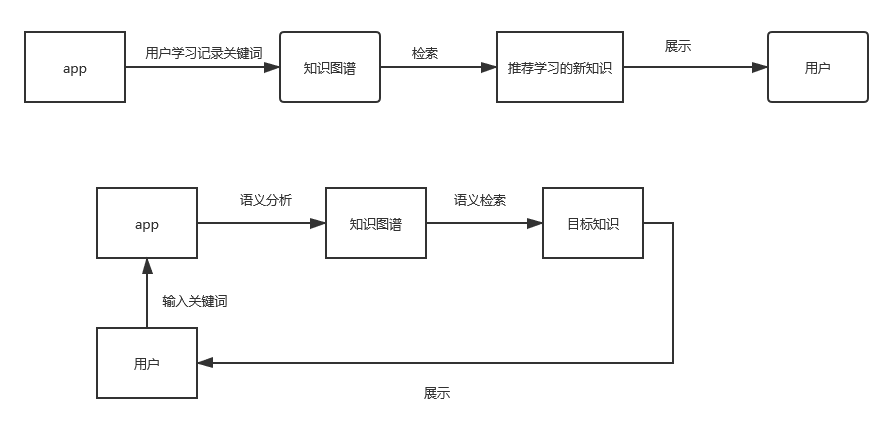 app
用户学习记录关键词
知识图谱
检索
推荐学习的新知识
展示
用户
app
语义分析
知识图谱
语义检索
目标知识
输入关键词
用户
展示